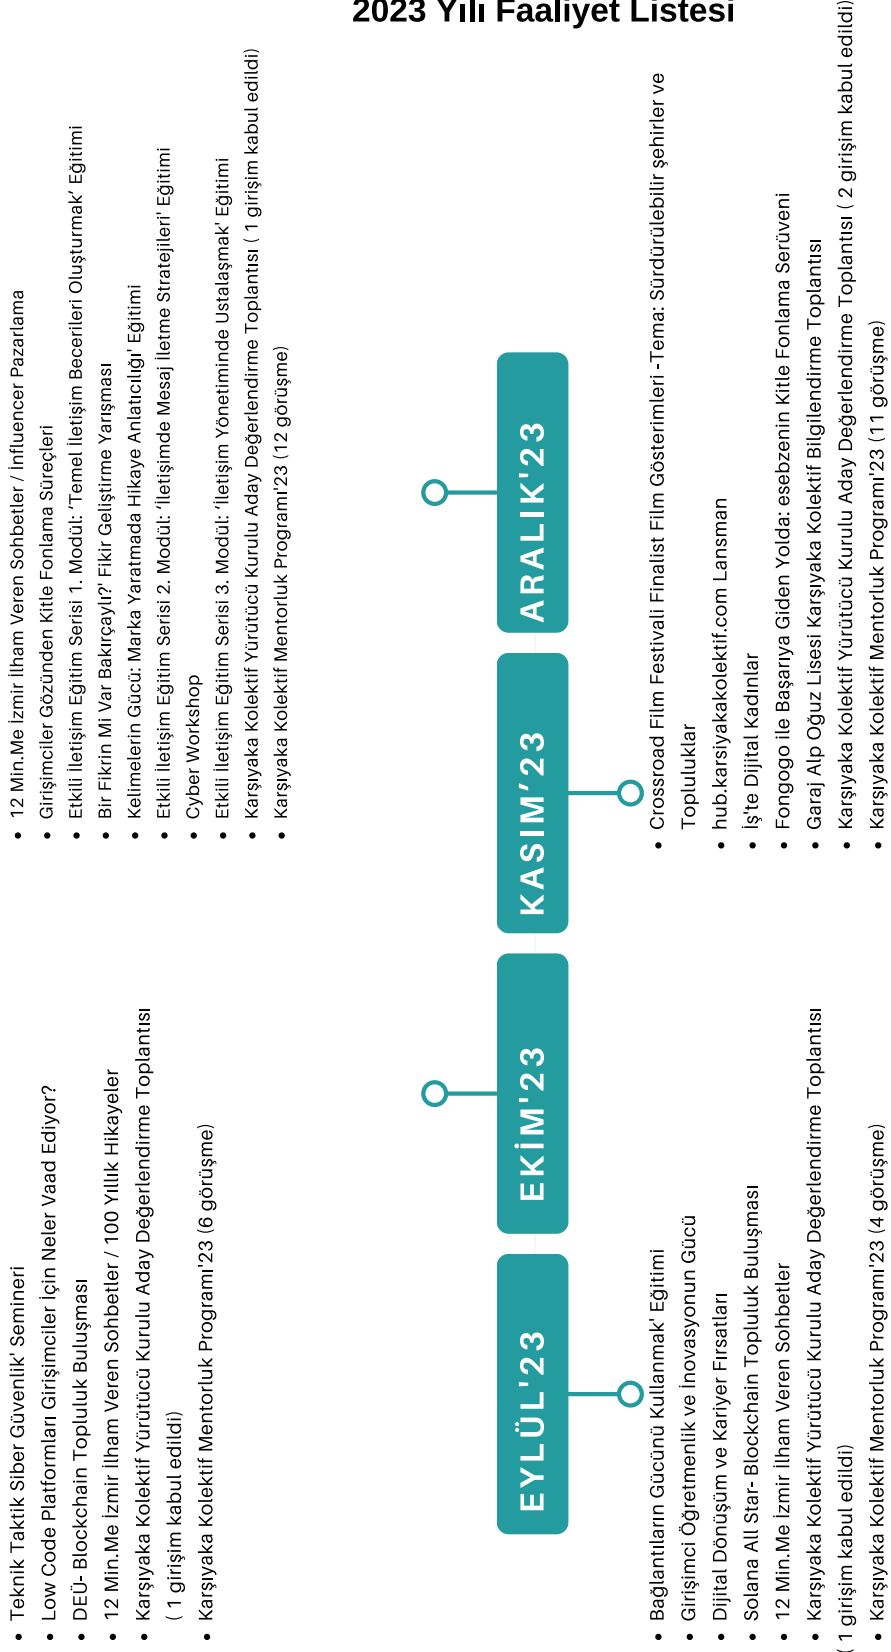 2023 Yılı Faaliyet Listesi
EYLÜL'23
• Bağlantıların Gücünü Kullanmak' Eğitimi
• Girişimci Öğretmenlik ve İnovasyonun Gücü
• Dijital Dönüşüm ve Kariyer Fırsatları
• Solana All Star- Blockchain Topluluk Buluşması
• 12 Min.Me İzmir İlham Veren Sohbetler
• Karşıyaka Kolektif Yürütücü Kurulu Aday Değerlendirme Toplantısı
( 1 girişim kabul edildi)
• Karşıyaka Kolektif Mentorluk Programı'23 (4 görüşme)
EKİM'23
• Teknik Taktik Siber Güvenlik' Semineri
• Low Code Platformları Girişimciler İçin Neler Vaad Ediyor?
• DEÜ- Blockchain Topluluk Buluşması
• 12 Min.Me İzmir İlham Veren Sohbetler / 100 Yıllık Hikayeler
• Karşıyaka Kolektif Yürütücü Kurulu Aday Değerlendirme Toplantısı
( 1 girişim kabul edildi)
• Karşıyaka Kolektif Mentorluk Programı'23 (6 görüşme)
KASIM’23
• Crossroad Film Festivali Finalist Film Gösterimleri -Tema: Sürdürülebilir şehirler ve
Topluluklar
• hub.karsiyakakolektif.com Lansman
• İş'te Dijital Kadınlar
• Fongogo ile Başarıya Giden Yolda: esebzenin Kitle Fonlama Serüveni
• Garaj Alp Oğuz Lisesi Karşıyaka Kolektif Bilgilendirme Toplantısı
• Karşıyaka Kolektif Yürütücü Kurulu Aday Değerlendirme Toplantısı ( 2 girişim kabul edildi)
• Karşıyaka Kolektif Mentorluk Programı'23 (11 görüşme)
ARALIK'23
• 12 Min.Me İzmir İlham Veren Sohbetler / İnfluencer Pazarlama
• Girişimciler Gözünden Kitle Fonlama Süreçleri
• Etkili İletişim Eğitim Serisi 1. Modül: ‘Temel İletişim Becerileri Oluşturmak’ Eğitimi
• Bir Fikrin Mi Var Bakırçaylı?' Fikir Geliştirme Yarışması
• Kelimelerin Gücü: Marka Yaratmada Hikaye Anlatıcılığı' Eğitimi
• Etkili İletişim Eğitim Serisi 2. Modül: ‘İletişimde Mesaj İletme Stratejileri' Eğitimi
• Cyber Workshop
• Etkili İletişim Eğitim Serisi 3. Modül: ‘İletişim Yönetiminde Ustalaşmak' Eğitimi
• Karşıyaka Kolektif Yürütücü Kurulu Aday Değerlendirme Toplantısı ( 1 girişim kabul edildi)
• Karşıyaka Kolektif Mentorluk Programı'23 (12 görüşme)